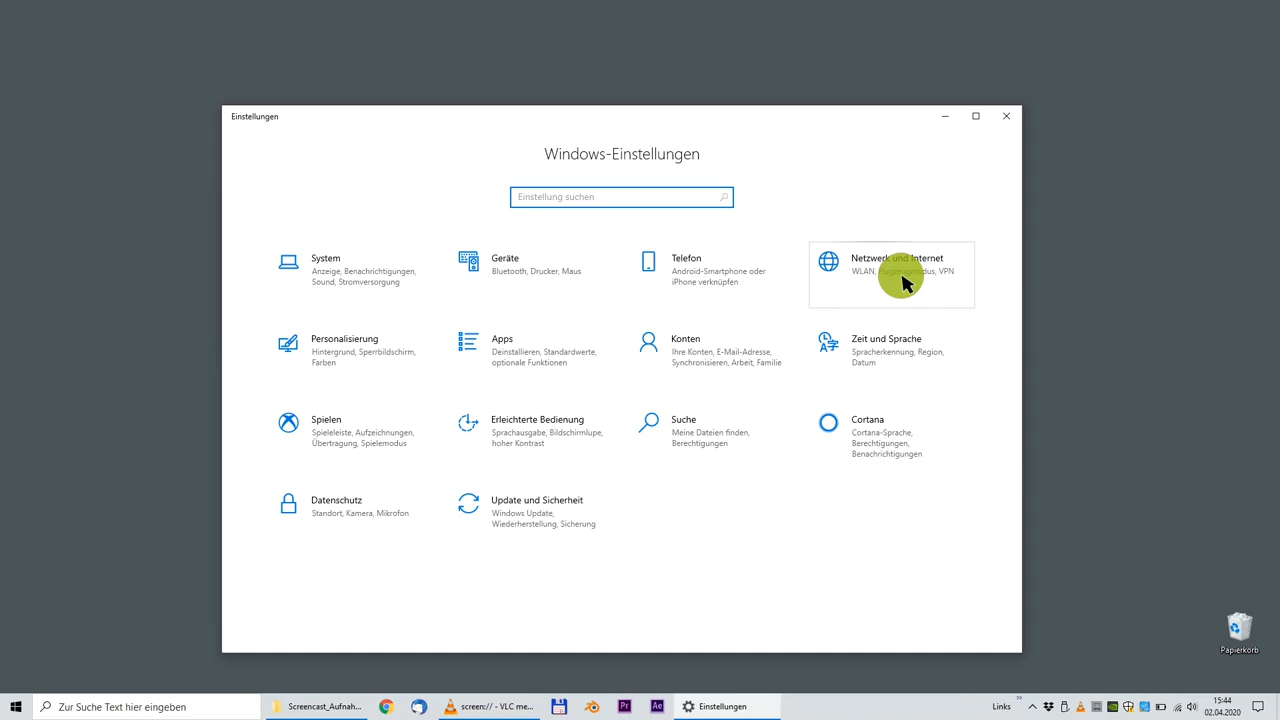 Einstellungen
Windows-Einstellungen
Einstellung suchen
System
Anzeige, Benachrichtigungen,
Sound, Stromversorgung
Geräte
Bluetooth, Drucker, Maus
Telefon
Android-Smartphone oder
iPhone verknüpfen
Netzwerk und Internet
WLAN, Flugzeugmodus, VPN
Personalisierung
Hintergrund, Sperrbildschirm,
Farben
Apps
Deinstallieren, Standardwerte,
optionale Funktionen
Konten
Ihre Konten, E-Mail-Adresse,
Synchronisieren, Arbeit, Familie
Zeit und Sprache
Spracherkennung, Region,
Datum
Spielen
Spieleleiste, Aufzeichnungen,
Übertragung, Spielemodus
Erleichterte Bedienung
Sprachausgabe, Bildschirmlupe,
hoher Kontrast
Suche
Meine Dateien finden,
Berechtigungen
Cortana
Cortana-Sprache,
Berechtigungen,
Benachrichtigungen
Datenschutz
Standort, Kamera, Mikrofon
Update und Sicherheit
Windows Update,
Wiederherstellung, Sicherung
Papierkorb
Zur Suche Text hier eingeben
Screencast_Aufnah...
screen:// - VLC me...
Pr
Ae
Einstellungen
Links
15:44
02.04.2020